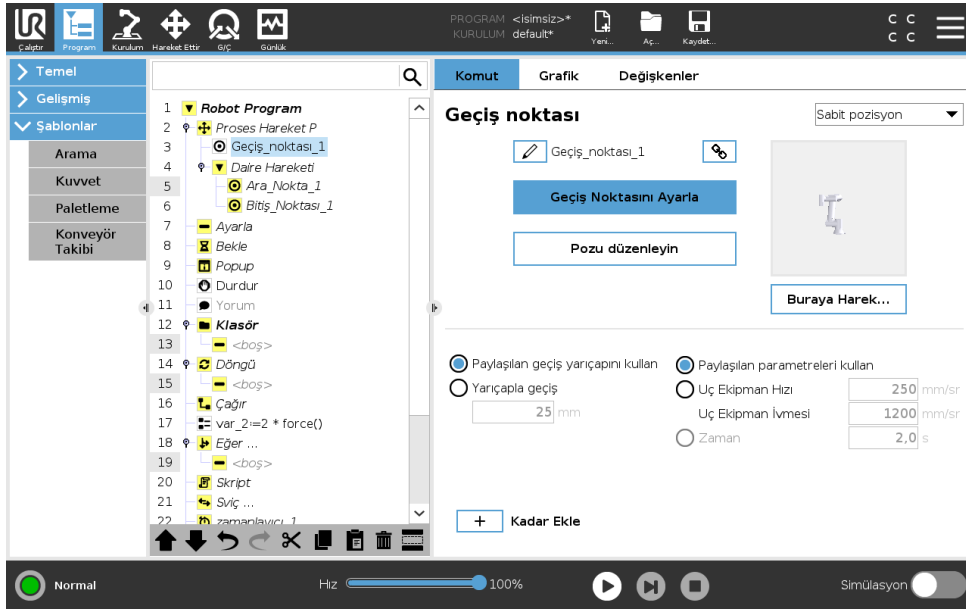 PROGRAM <isimsiz>*
KURULUM default*
Çalıştır
Program
Kurulum
Hareket Ettir
G/Ç
Günlük
Yeni...
Aç...
Kaydet...
C C
C C
Temel
Gelişmiş
Şablonlar
Arama
Kuvvet
Paletleme
Konveyör
Takibi
1 Robot Program
2 Proses Hareket P
3 Geçiş_noktası_1
4 Daire Hareketi
5 Ara_Nokta_1
6 Bitiş_Noktası_1
7 Ayarla
8 Bekle
9 Popup
10 Durdur
11 Yorum
12 Klasör
13 <boş>
14 Döngü
15 <boş>
16 Çağır
17 var_2:=2 * force()
18 Eğer ...
19 <boş>
20 Skript
21 Sviç ...
22 zamanlayıcı_1
Komut
Grafik
Değişkenler
Geçiş noktası
Sabit pozisyon
Geçiş_noktası_1
Geçiş Noktasını Ayarla
Pozu düzenleyin
Buraya Harek...
Paylaşılan geçiş yarıçapını kullan
Yarıçapla geçiş
25 mm
Paylaşılan parametreleri kullan
Uç Ekipman Hızı 250 mm/sr
Uç Ekipman İvmesi 1200 mm/sr
Zaman 2,0 s
+ Kadar Ekle
Normal
Hız
100%
Simülasyon